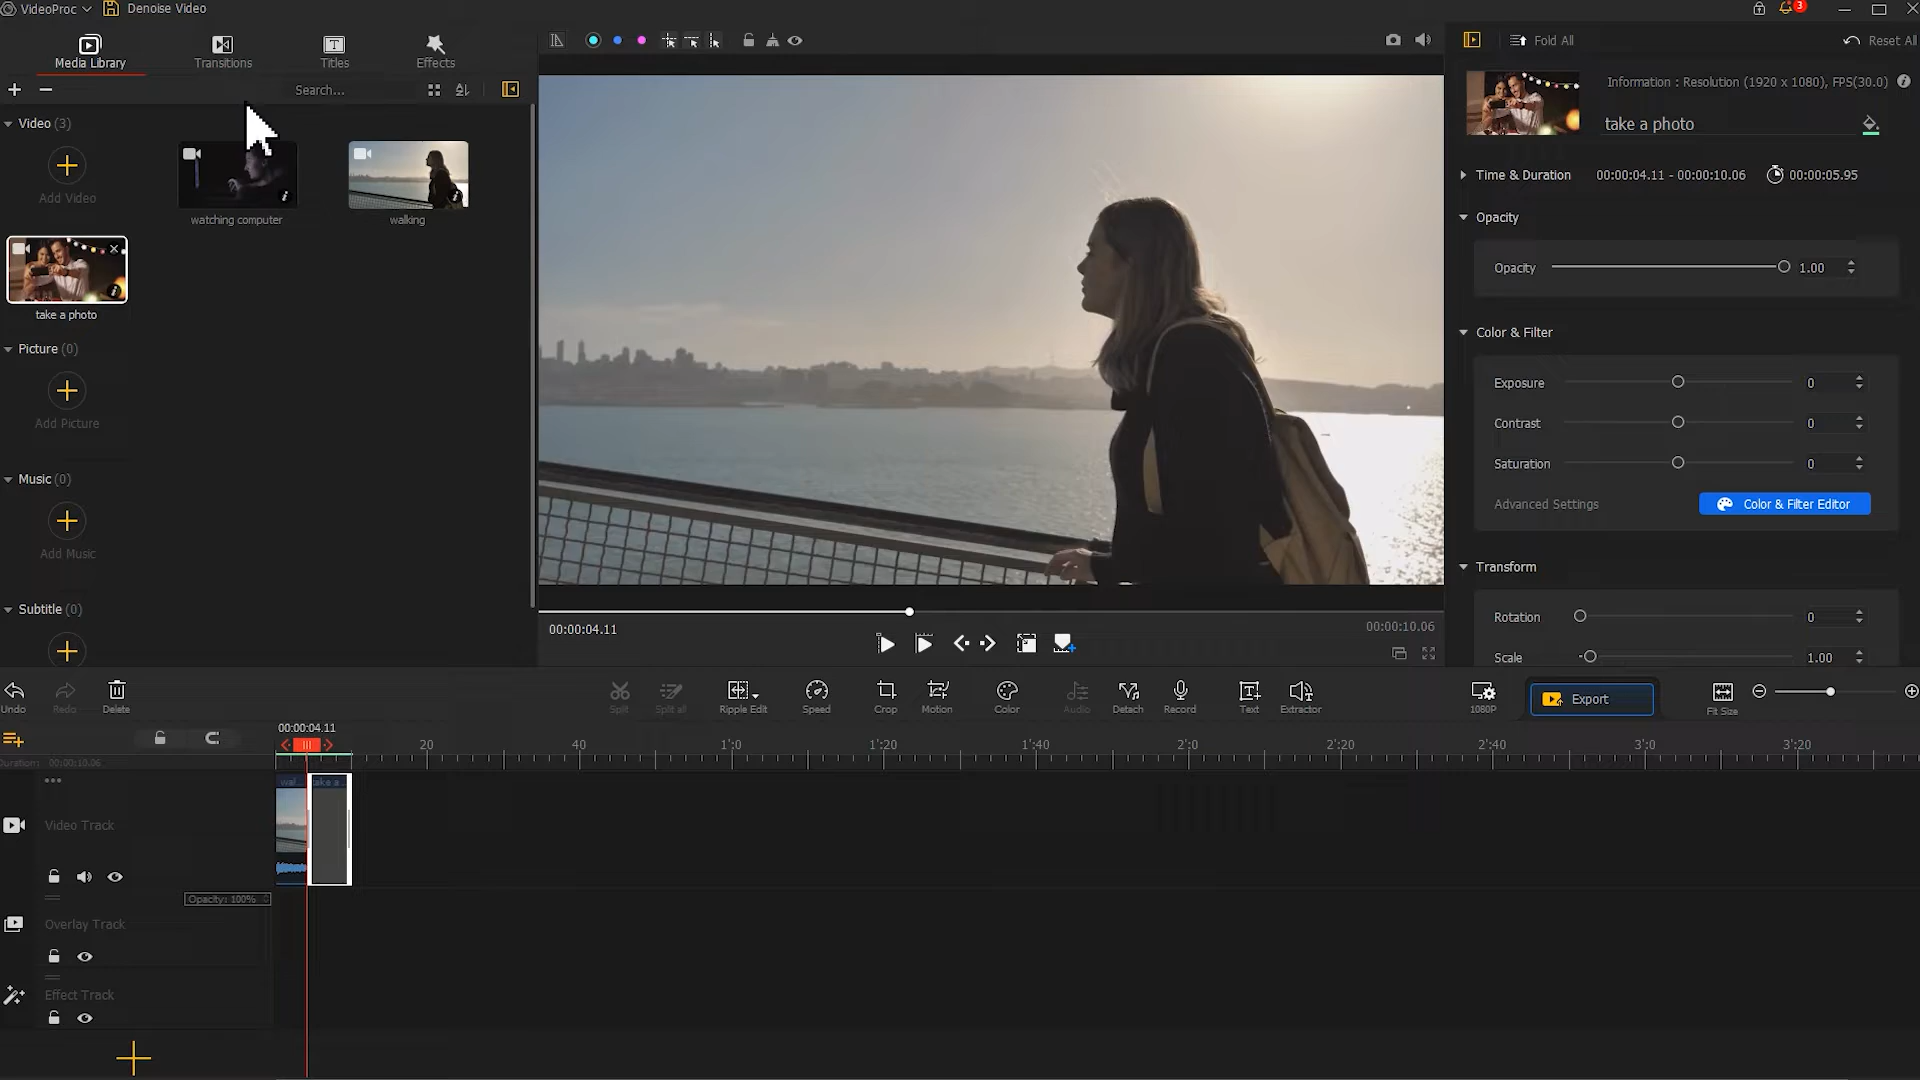 VideoProc
Denoise Video
3
Media Library
Transitions
Titles
Effects
Fold All
Reset All
Search...
Information : Resolution (1920 x 1080), FPS(30.0)
take a photo
Video (3)
Add Video
watching computer
walking
take a photo
Time & Duration
00:00:04.11 - 00:00:10.06
00:00:05.95
Opacity
Opacity
1.00
Picture (0)
Add Picture
Color & Filter
Exposure
0
Contrast
0
Saturation
0
Advanced Settings
Color & Filter Editor
Music (0)
Add Music
Transform
Rotation
0
Scale
1.00
Subtitle (0)
00:00:04.11
00:00:10.06
Undo
Redo
Delete
Split
Split all
Ripple Edit
Speed
Crop
Motion
Color
Audio
Detach
Record
Text
Extractor
1080P
Export
Fit Size
00:00:04.11
20
40
1':0
1':20
1':40
2':0
2':20
2':40
3':0
3':20
Duration: 00:00:10.06
wal...
take a ...
Video Track
Opacity: 100%
Overlay Track
Effect Track